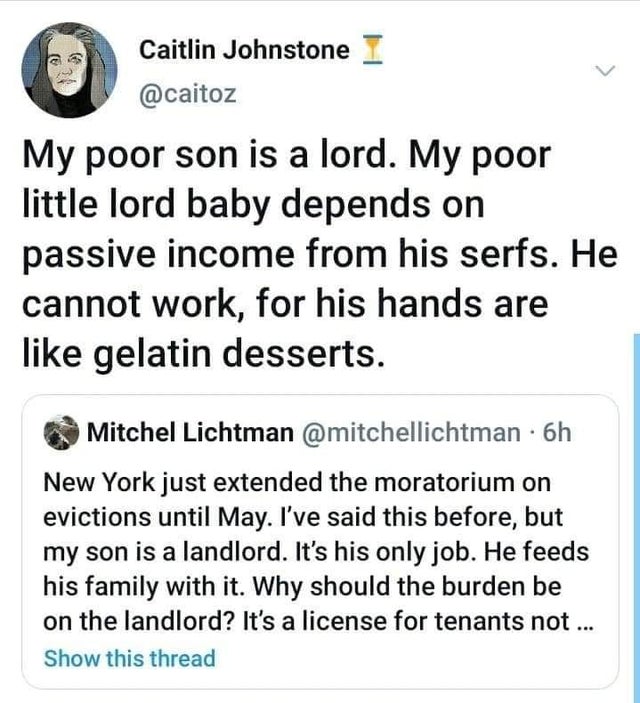 Caitlin Johnstone ⏳
@caitoz
My poor son is a lord. My poor
little lord baby depends on
passive income from his serfs. He
cannot work, for his hands are
like gelatin desserts.
Mitchel Lichtman @mitchellichtman · 6h
New York just extended the moratorium on
evictions until May. I've said this before, but
my son is a landlord. It's his only job. He feeds
his family with it. Why should the burden be
on the landlord? It's a license for tenants not ...
Show this thread